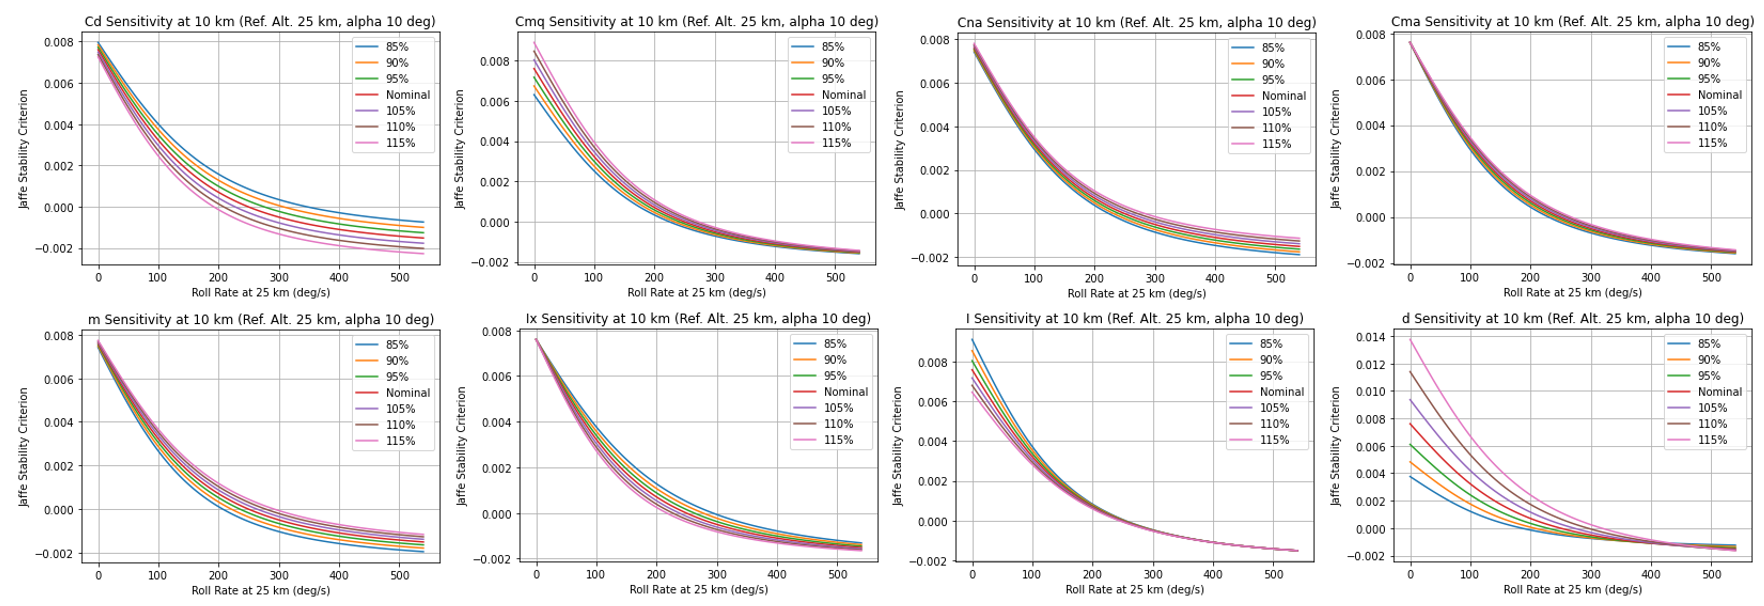 Cd Sensitivity at 10 km (Ref. Alt. 25 km, alpha 10 deg)
0.008
0.006
0.004
0.002
0.000
−0.002
Jaffe Stability Criterion
85%
90%
95%
Nominal
105%
110%
115%
0 100 200 300 400 500
Roll Rate at 25 km (deg/s)
Cmq Sensitivity at 10 km (Ref. Alt. 25 km, alpha 10 deg)
0.008
0.006
0.004
0.002
0.000
−0.002
Jaffe Stability Criterion
85%
90%
95%
Nominal
105%
110%
115%
0 100 200 300 400 500
Roll Rate at 25 km (deg/s)
Cna Sensitivity at 10 km (Ref. Alt. 25 km, alpha 10 deg)
0.008
0.006
0.004
0.002
0.000
−0.002
Jaffe Stability Criterion
85%
90%
95%
Nominal
105%
110%
115%
0 100 200 300 400 500
Roll Rate at 25 km (deg/s)
Cma Sensitivity at 10 km (Ref. Alt. 25 km, alpha 10 deg)
0.008
0.006
0.004
0.002
0.000
−0.002
Jaffe Stability Criterion
85%
90%
95%
Nominal
105%
110%
115%
0 100 200 300 400 500
Roll Rate at 25 km (deg/s)
m Sensitivity at 10 km (Ref. Alt. 25 km, alpha 10 deg)
0.008
0.006
0.004
0.002
0.000
−0.002
Jaffe Stability Criterion
85%
90%
95%
Nominal
105%
110%
115%
0 100 200 300 400 500
Roll Rate at 25 km (deg/s)
Ix Sensitivity at 10 km (Ref. Alt. 25 km, alpha 10 deg)
0.008
0.006
0.004
0.002
0.000
−0.002
Jaffe Stability Criterion
85%
90%
95%
Nominal
105%
110%
115%
0 100 200 300 400 500
Roll Rate at 25 km (deg/s)
I Sensitivity at 10 km (Ref. Alt. 25 km, alpha 10 deg)
0.008
0.006
0.004
0.002
0.000
−0.002
Jaffe Stability Criterion
85%
90%
95%
Nominal
105%
110%
115%
0 100 200 300 400 500
Roll Rate at 25 km (deg/s)
d Sensitivity at 10 km (Ref. Alt. 25 km, alpha 10 deg)
0.014
0.012
0.010
0.008
0.006
0.004
0.002
0.000
−0.002
Jaffe Stability Criterion
85%
90%
95%
Nominal
105%
110%
115%
0 100 200 300 400 500
Roll Rate at 25 km (deg/s)